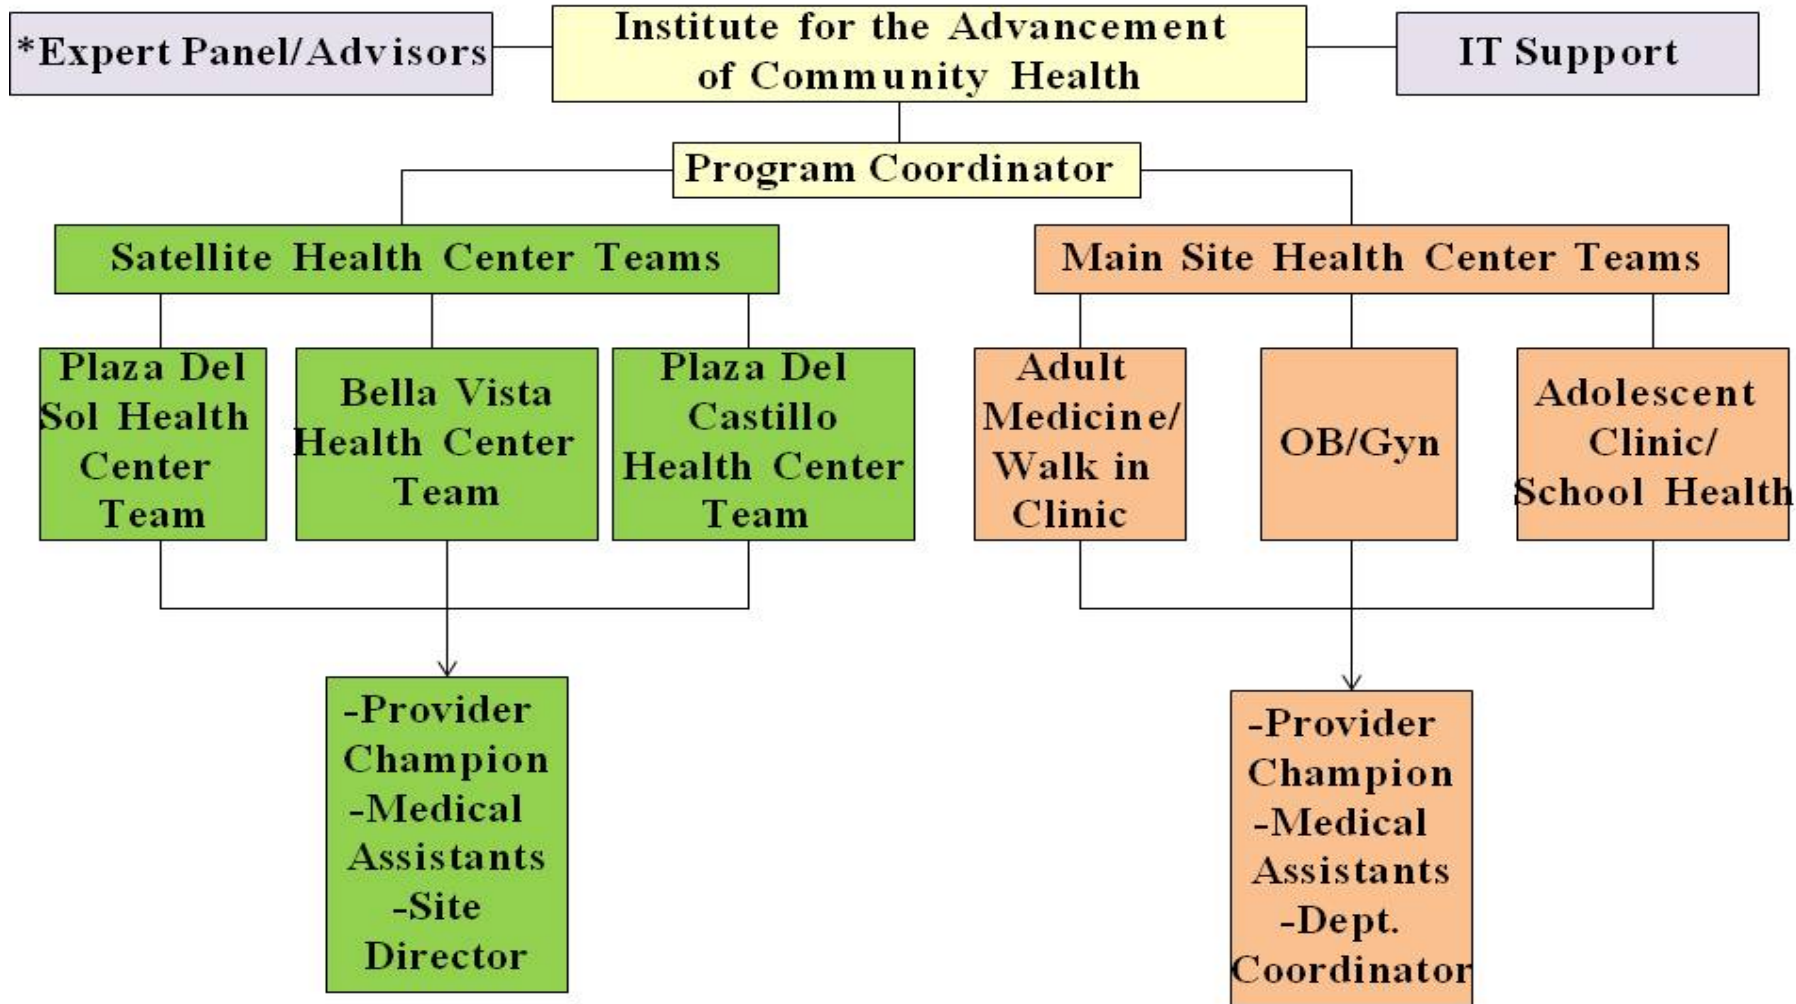 *Expert Panel/Advisors
Institute for the Advancement
of Community Health
IT Support
Program Coordinator
Satellite Health Center Teams
Main Site Health Center Teams
Plaza Del
Sol Health
Center
Team
Bella Vista
Health Center
Team
Plaza Del
Castillo
Health Center
Team
Adult
Medicine/
Walk in
Clinic
OB/Gyn
Adolescent
Clinic/
School Health
-Provider
Champion
-Medical
Assistants
-Site
Director
-Provider
Champion
-Medical
Assistants
-Dept.
Coordinator